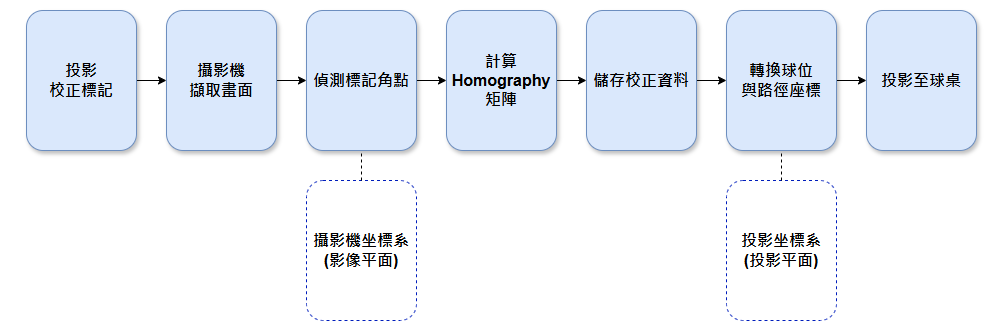 投影
校正標記
攝影機
擷取畫面
偵測標記角點
計算
Homography
矩陣
儲存校正資料
轉換球位
與路徑座標
投影至球桌
攝影機坐標系
(影像平面)
投影坐標系
(投影平面)